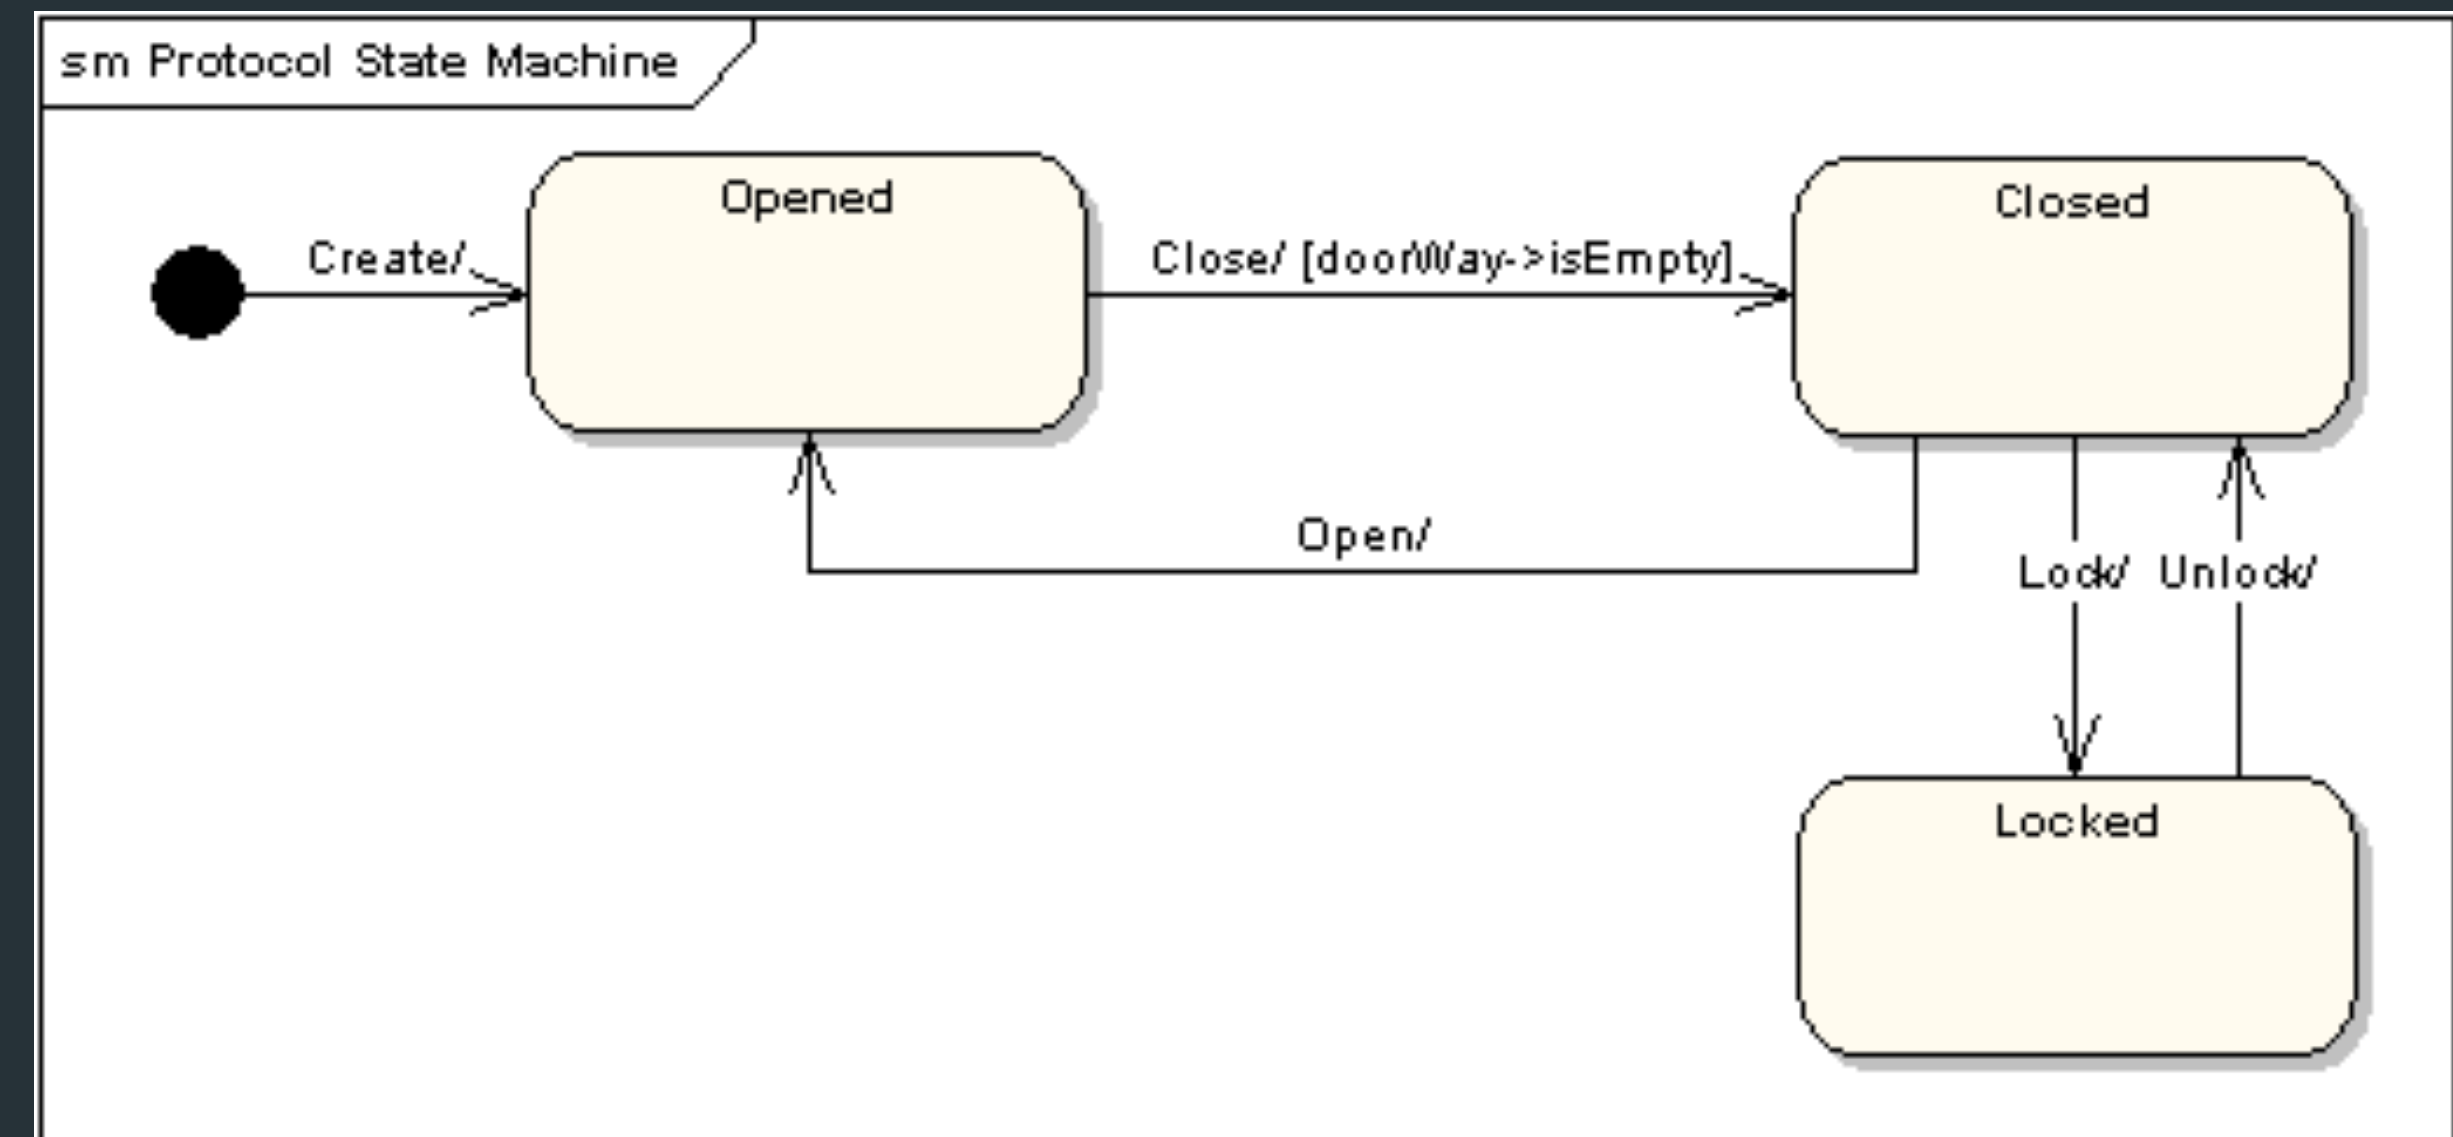 sm Protocol State Machine
Opened
Closed
Create/
Close/ [doorWay->isEmpty]
Open/
Lock/
Unlock/
Locked